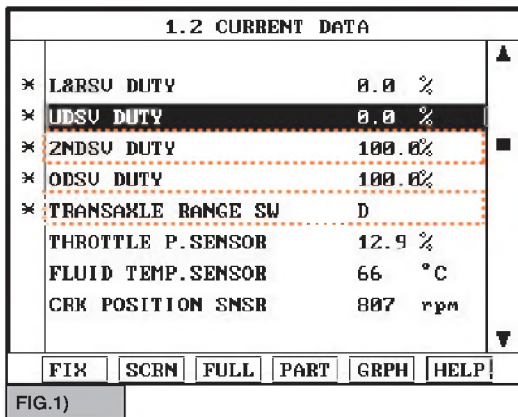 1.2 CURRENT DATA
* L&RSV DUTY 0.0 %
* UDSV DUTY 0.0 %
* 2NDSV DUTY 100.0%
* ODSV DUTY 100.0%
* TRANSAXLE RANGE SW D
THROTTLE P.SENSOR 12.9 %
FLUID TEMP.SENSOR 66 °C
CRK POSITION SNSR 807 rpm
FIX SCRN FULL PART GRPH HELP
FIG.1)